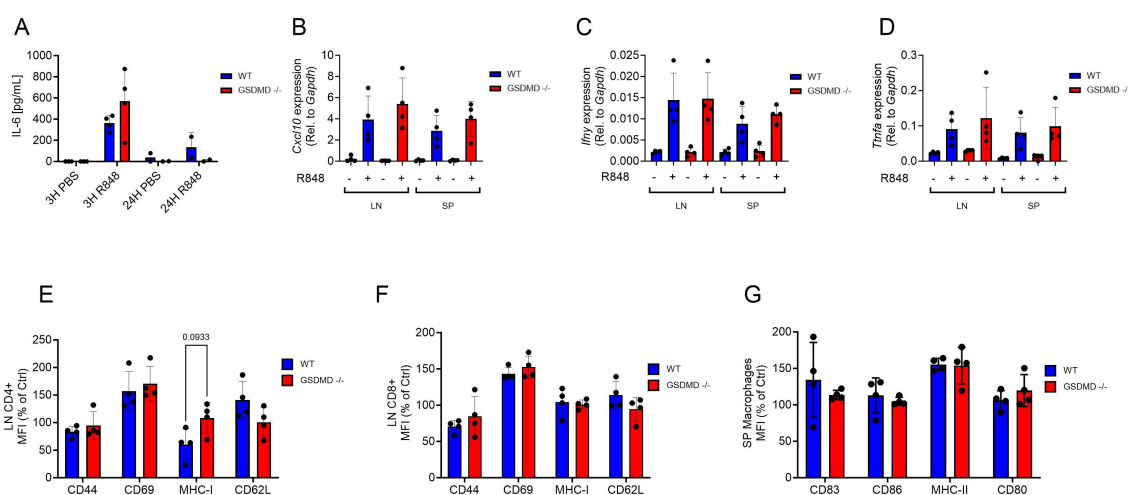 A
IL-6 [pg/mL]
1000
800
600
400
200
0
3H PBS
3H R848
24H PBS
24H R848
WT
GSDMD -/-
B
Cxcl10 expression
(Rel. to Gapdh)
10
8
6
4
2
0
R848
- + - + - + - +
LN
SP
WT
GSDMD -/-
C
Ifny expression
(Rel. to Gapdh)
0.025
0.020
0.015
0.010
0.005
0.000
R848
- + - + - + - +
LN
SP
WT
GSDMD -/-
D
Ttnfa expression
(Rel. to Gapdh)
0.3
0.2
0.1
0.0
R848
- + - + - + - +
LN
SP
WT
GSDMD -/-
E
LN CD4+
MFI (% of Ctrl)
250
200
150
100
50
0
0.0933
CD44
CD69
MHC-I
CD62L
WT
GSDMD -/-
F
LN CD8+
MFI (% of Ctrl)
200
150
100
50
0
CD44
CD69
MHC-I
CD62L
WT
GSDMD -/-
G
SP Macrophages
MFI (% of Ctrl)
200
150
100
50
0
CD83
CD86
MHC-II
CD80
WT
GSDMD -/-